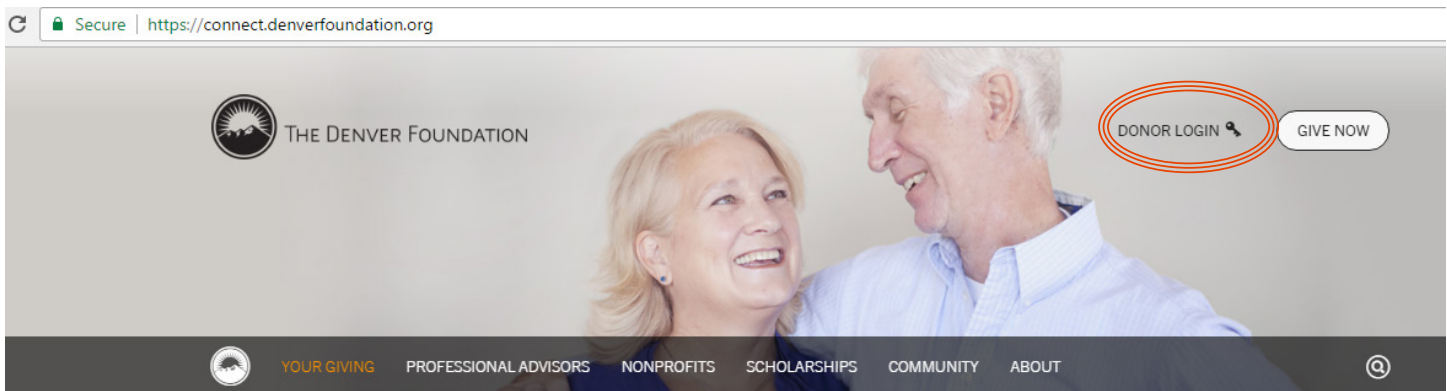 Secure | https://connect.denverfoundation.org
THE DENVER FOUNDATION
DONOR LOGIN
GIVE NOW
YOUR GIVING PROFESSIONAL ADVISORS NONPROFITS SCHOLARSHIPS COMMUNITY ABOUT